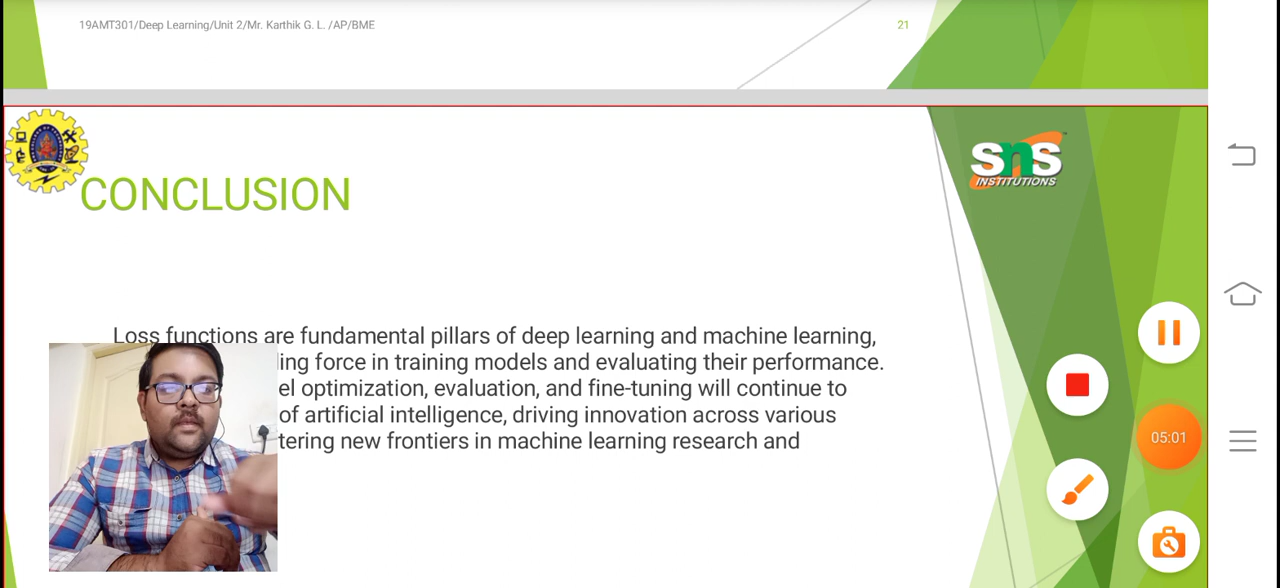 19AMT301/Deep Learning/Unit 2/Mr. Karthik G. L. /AP/BME
21
SNS
INSTITUTIONS
CONCLUSION
Loss functions are fundamental pillars of deep learning and machine learning,
ling force in training models and evaluating their performance.
el optimization, evaluation, and fine-tuning will continue to
of artificial intelligence, driving innovation across various
tering new frontiers in machine learning research and
05:01